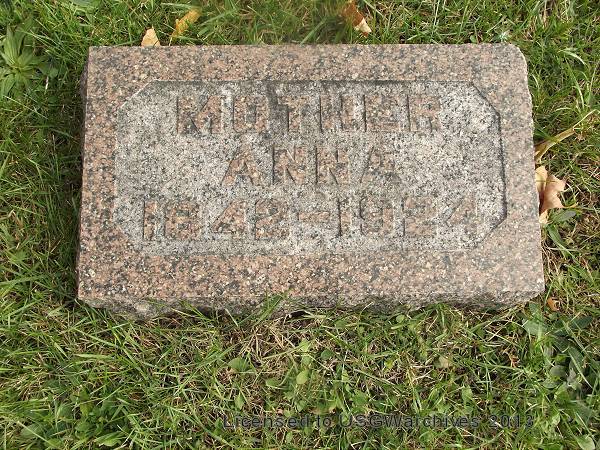 MOTHER
ANNA
1842-1924
Licensed to USGWarchives 2013